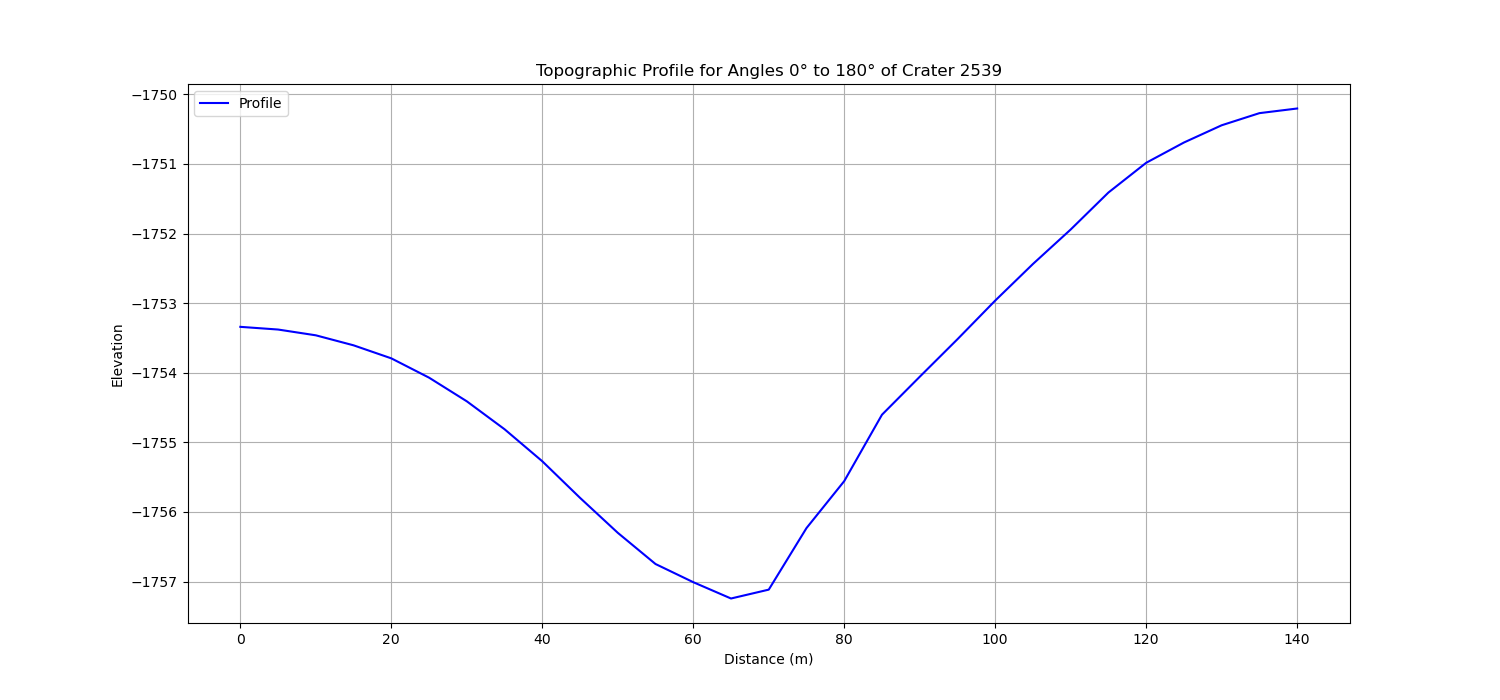 Topographic Profile for Angles 0° to 180° of Crater 2539
Profile
Elevation
−1750
−1751
−1752
−1753
−1754
−1755
−1756
−1757
0 20 40 60 80 100 120 140
Distance (m)